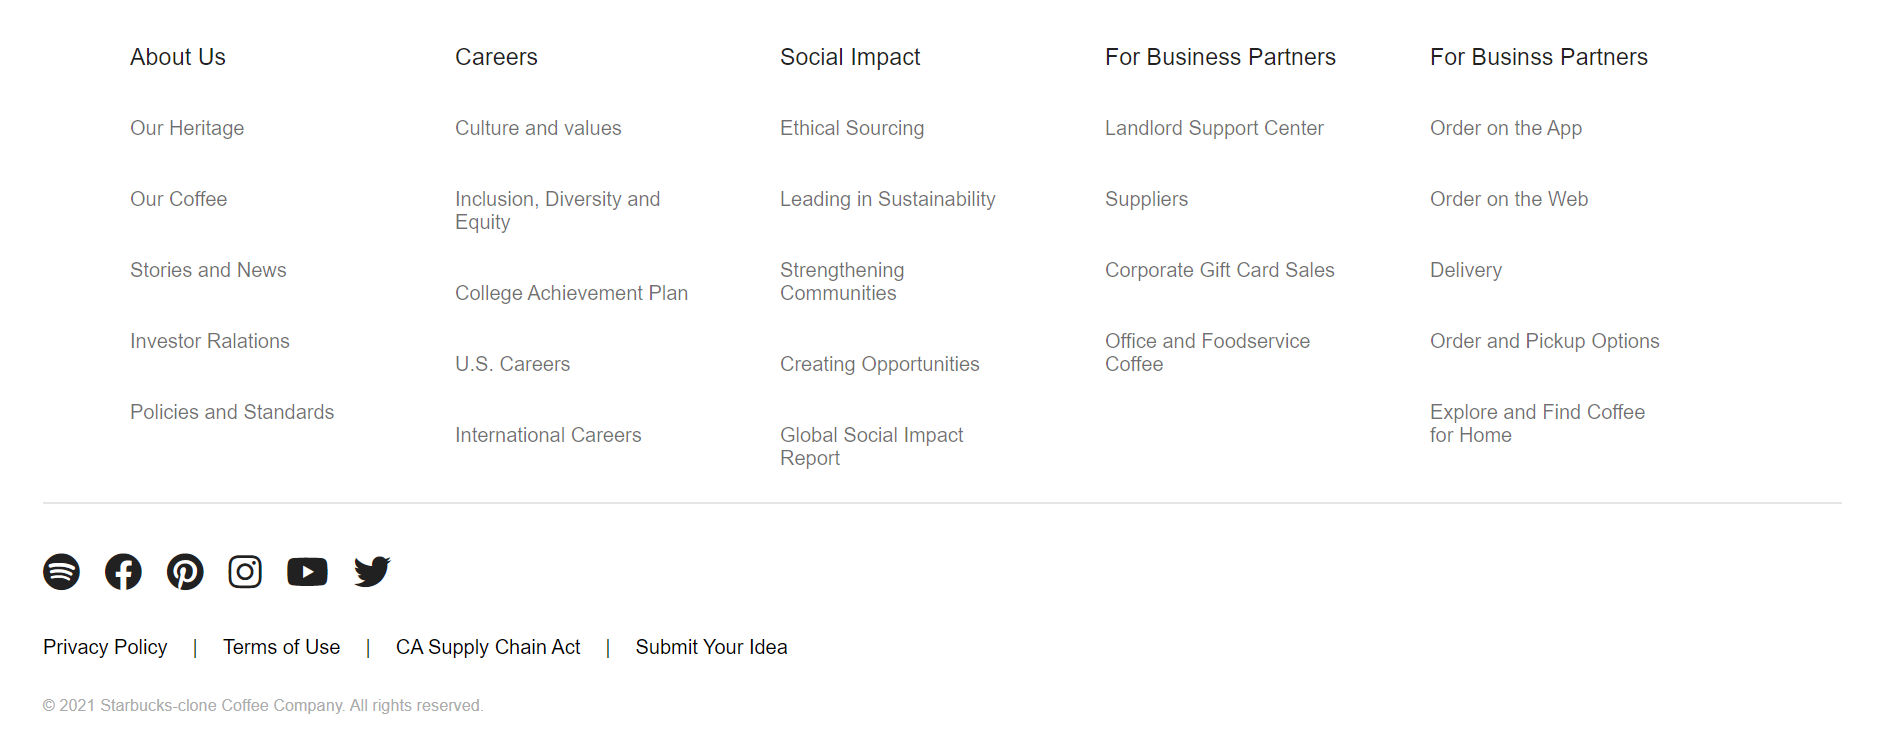 About Us
Our Heritage
Our Coffee
Stories and News
Investor Ralations
Policies and Standards
Careers
Culture and values
Inclusion, Diversity and
Equity
College Achievement Plan
U.S. Careers
International Careers
Social Impact
Ethical Sourcing
Leading in Sustainability
Strengthening
Communities
Creating Opportunities
Global Social Impact
Report
For Business Partners
Landlord Support Center
Suppliers
Corporate Gift Card Sales
Office and Foodservice
Coffee
For Businss Partners
Order on the App
Order on the Web
Delivery
Order and Pickup Options
Explore and Find Coffee
for Home
Privacy Policy | Terms of Use | CA Supply Chain Act | Submit Your Idea
© 2021 Starbucks-clone Coffee Company. All rights reserved.